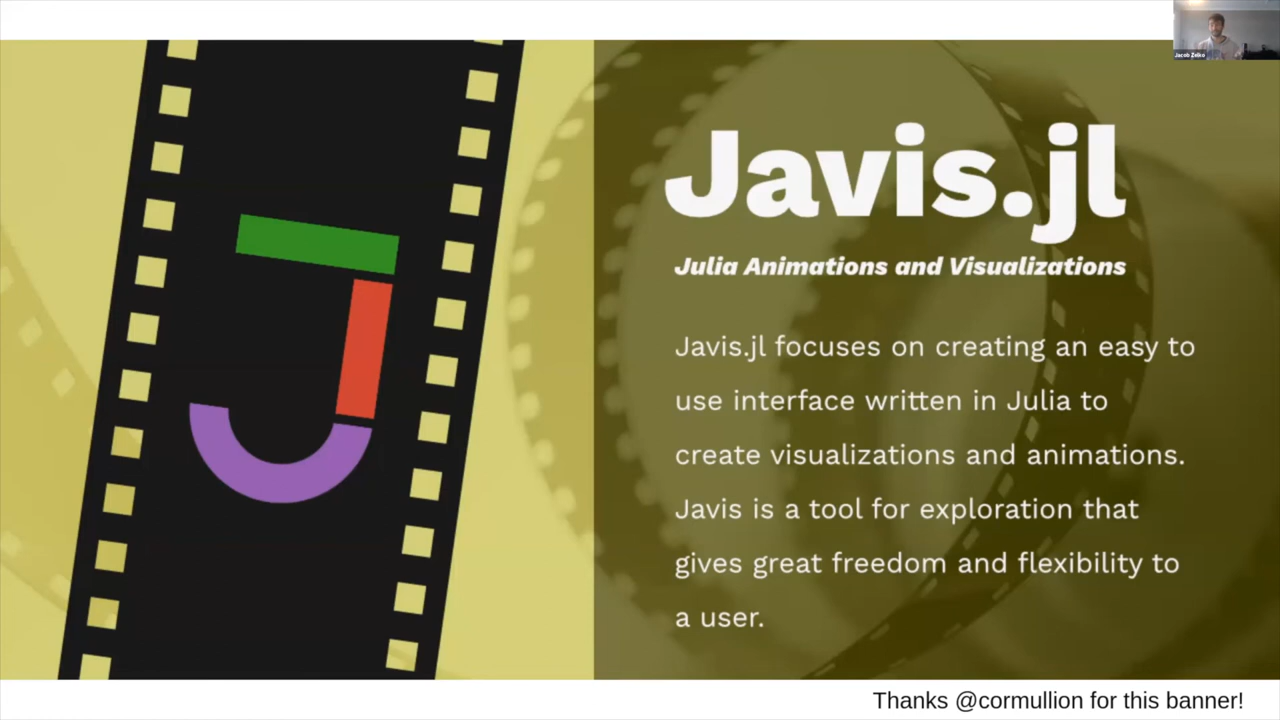 Jacob Zelko
Javis.jl
Julia Animations and Visualizations
Javis.jl focuses on creating an easy to
use interface written in Julia to
create visualizations and animations.
Javis is a tool for exploration that
gives great freedom and flexibility to
a user.
Thanks @cormullion for this banner!